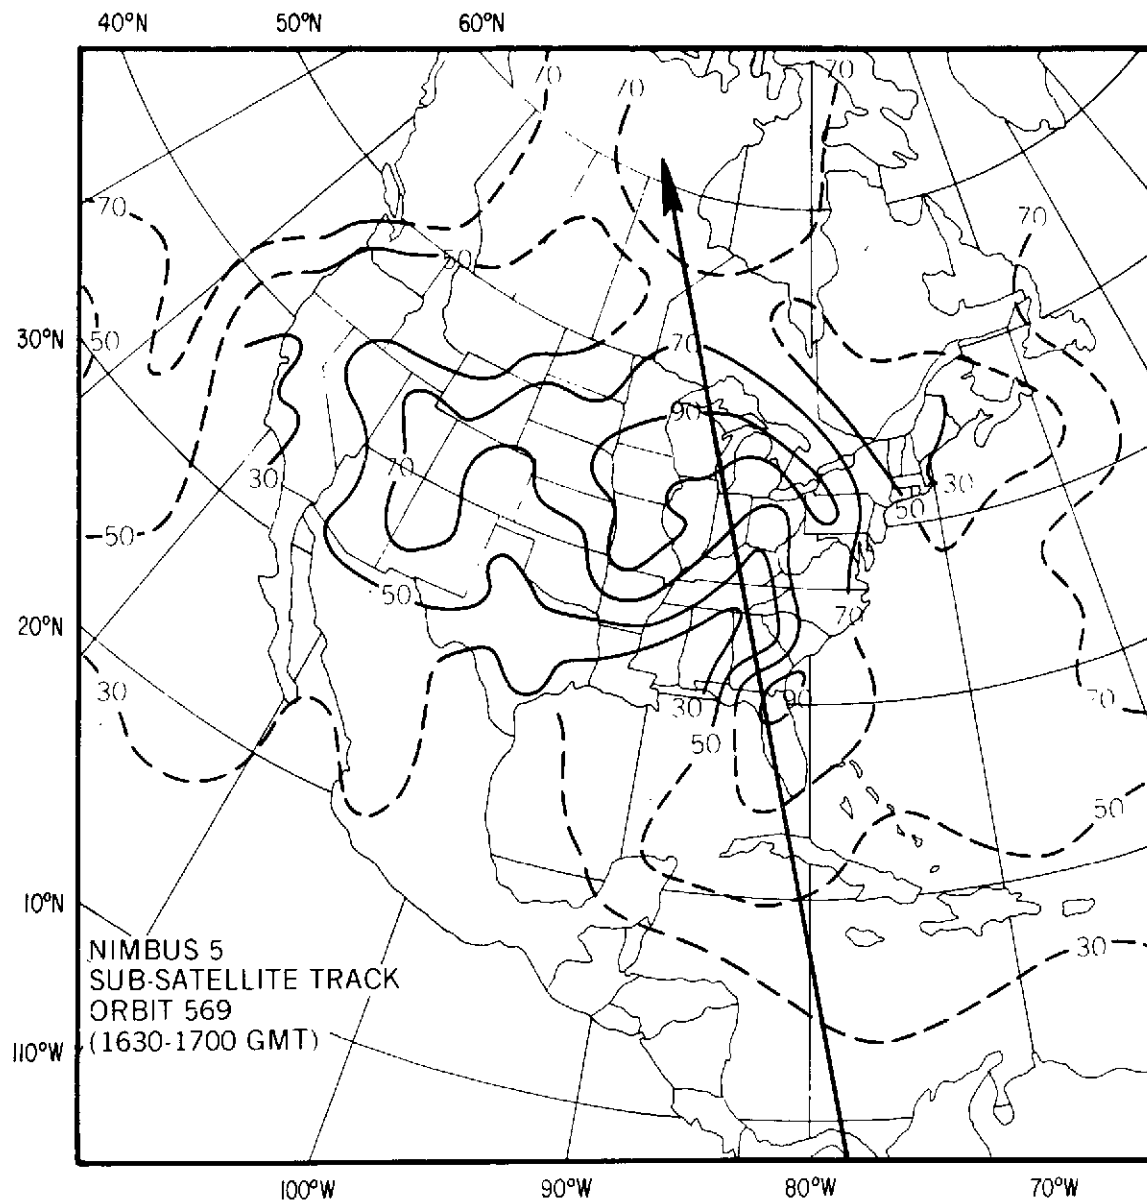 40°N 50°N 60°N
70 70 70
70 70
50
50
30°N
70
90
70
30 30
50
50
50
70
20°N
30 90 70
30
50
50
10°N
30
NIMBUS 5
SUB-SATELLITE TRACK
ORBIT 569
(1630-1700 GMT)
110°W
100°W 90°W 80°W 70°W